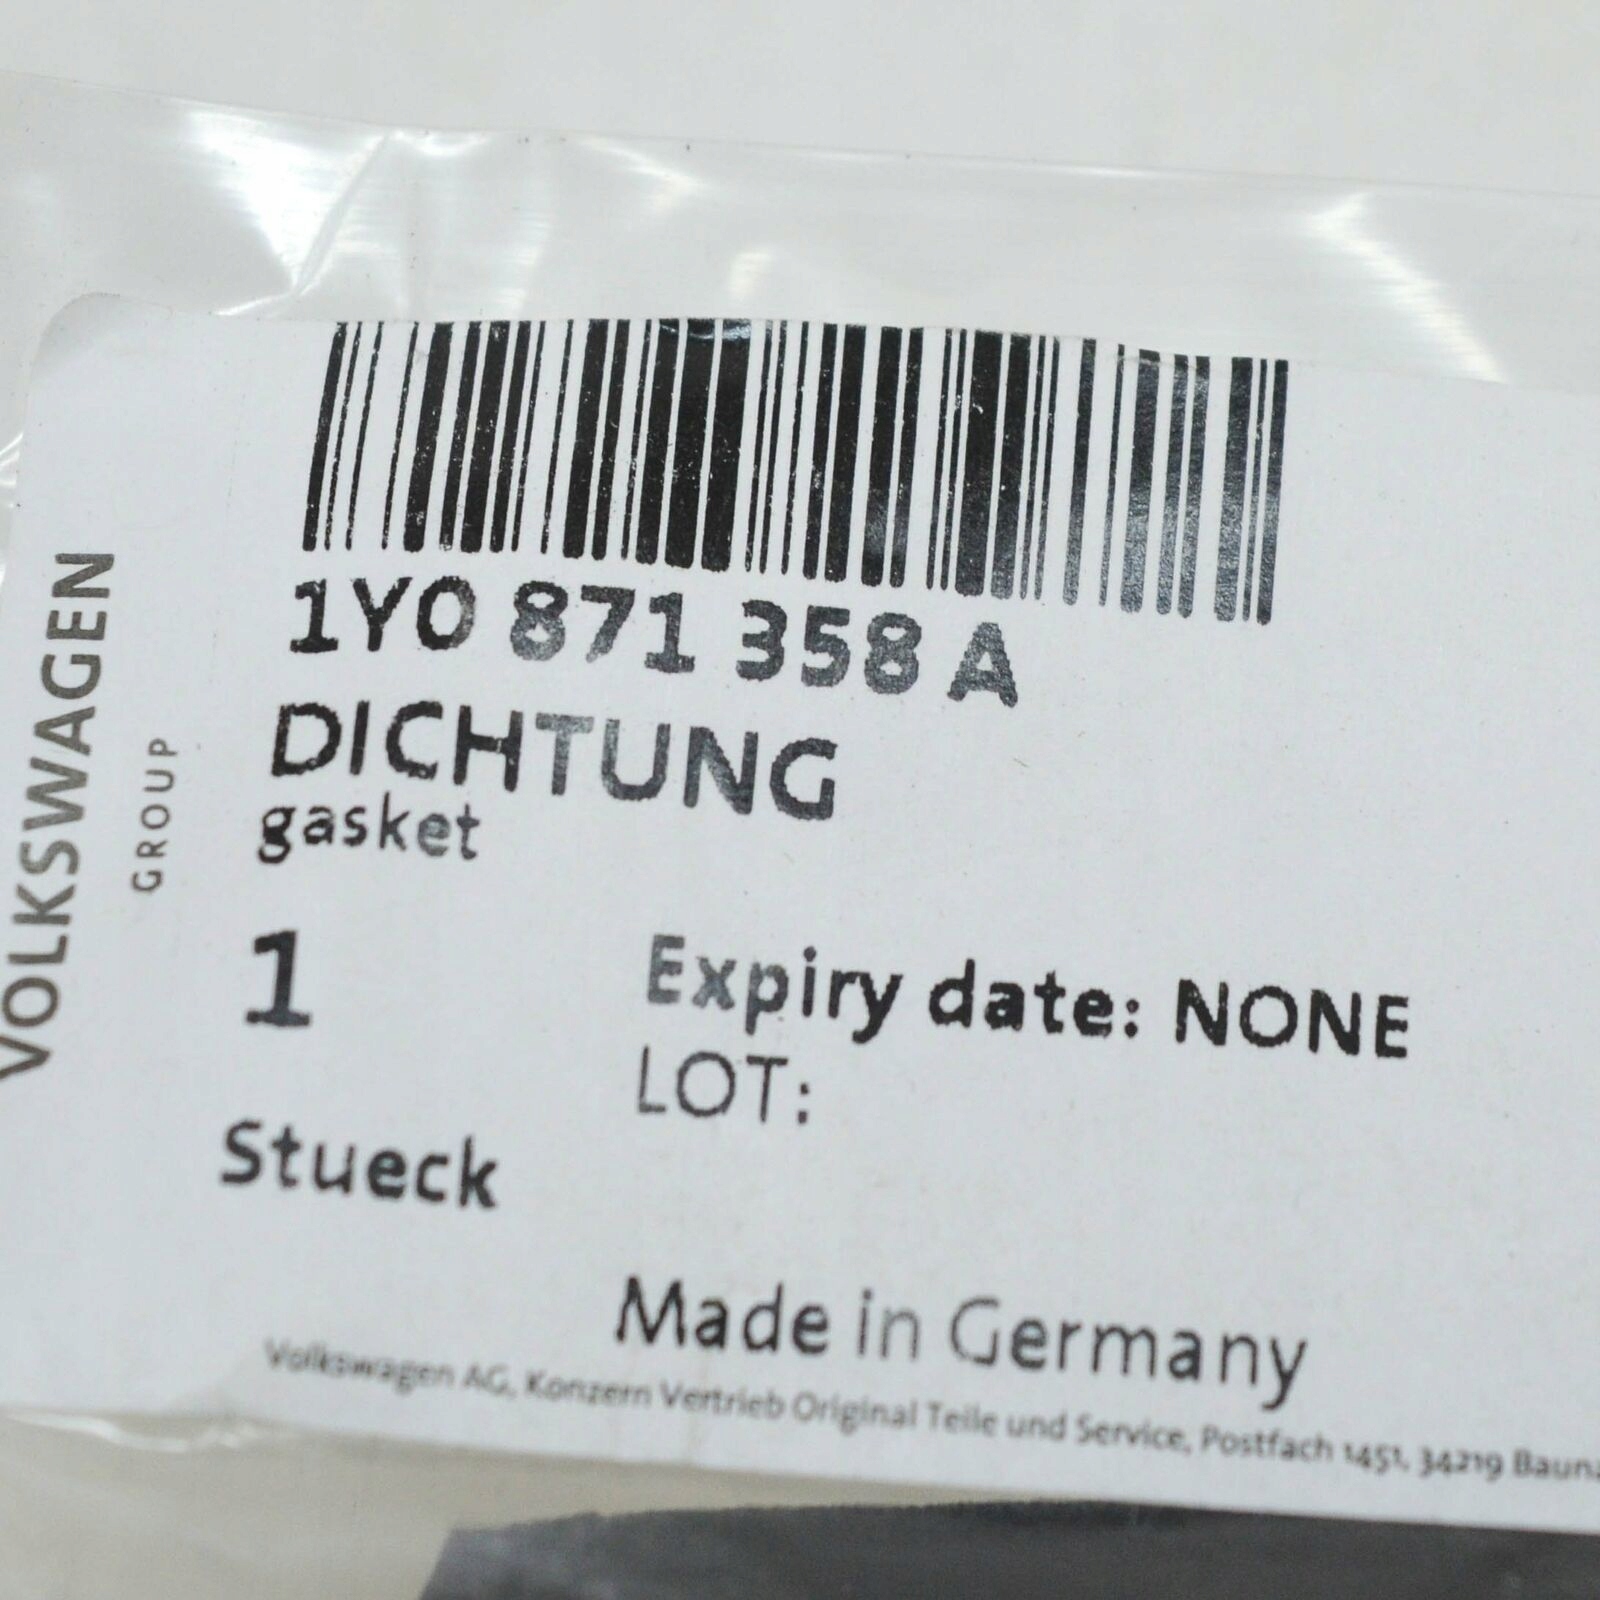 VOLKSWAGEN
GROUP
1Y0 871 358 A
DICHTUNG
gasket
1
Expiry date: NONE
LOT:
Stueck
Made in Germany
Volkswagen AG, Konzern Vertrieb Original Teile und Service, Postfach 1451, 34219